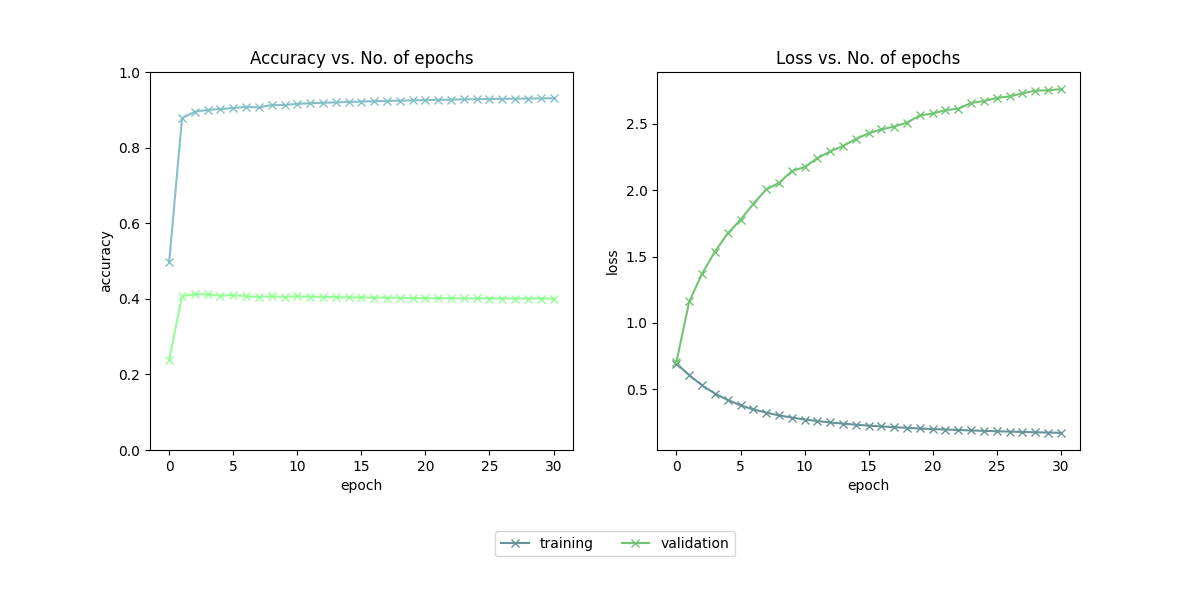 Accuracy vs. No. of epochs
1.0
0.8
0.6
0.4
0.2
0.0
accuracy
0 5 10 15 20 25 30
epoch
Loss vs. No. of epochs
2.5
2.0
1.5
1.0
0.5
loss
0 5 10 15 20 25 30
epoch
training validation